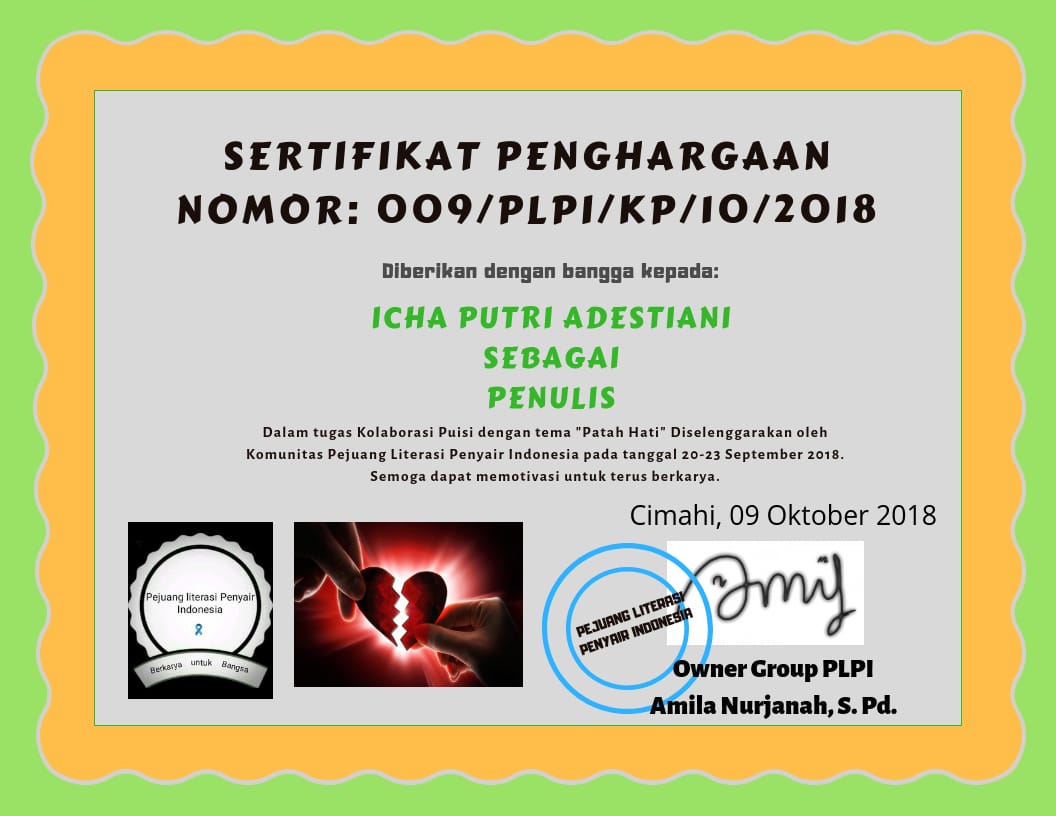 SERTIFIKAT PENGHARGAAN
NOMOR: 009/PLPI/KP/10/2018
Diberikan dengan bangga kepada:
ICHA PUTRI ADESTIANI
SEBAGAI
PENULIS
Dalam tugas Kolaborasi Puisi dengan tema "Patah Hati" Diselenggarakan oleh
Komunitas Pejuang Literasi Penyair Indonesia pada tanggal 20-23 September 2018.
Semoga dapat memotivasi untuk terus berkarya.
Cimahi, 09 Oktober 2018
Pejuang literasi Penyair
Indonesia
Berkarya untuk Bangsa
PEJUANG LITERASI
PENYAIR INDONESIA
Owner Group PLPI
Amila Nurjanah, S. Pd.